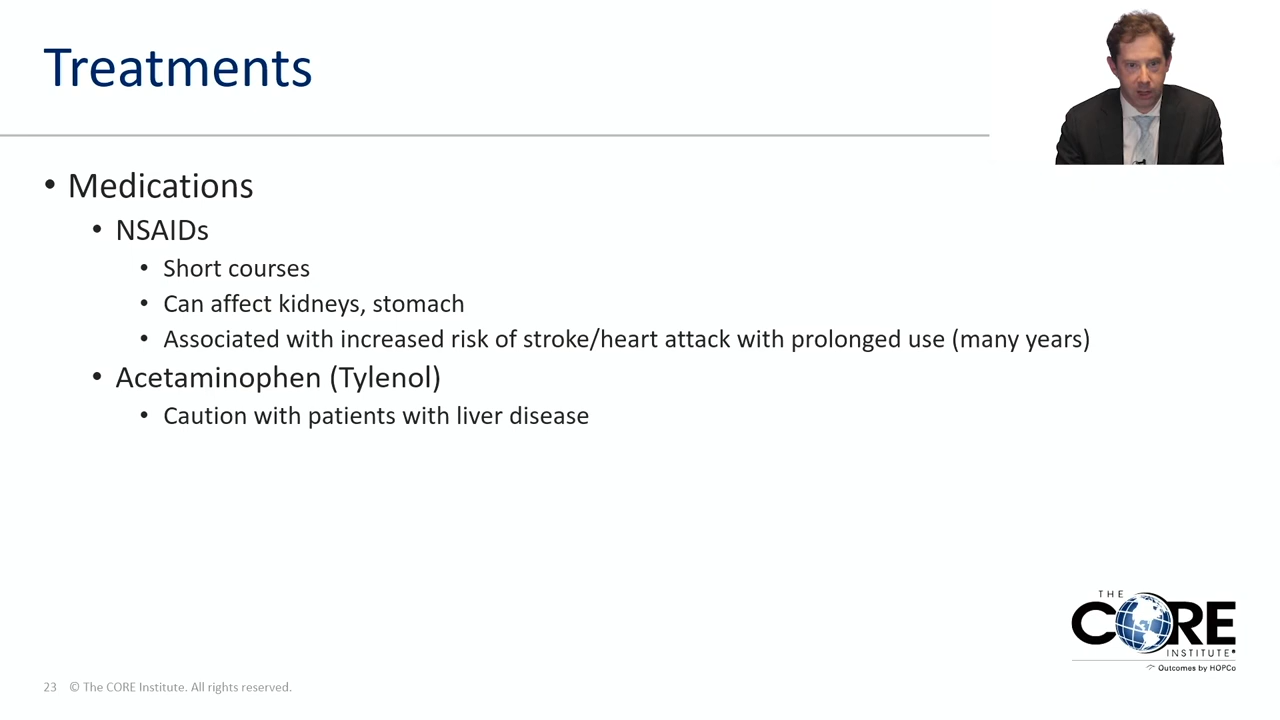 Treatments
• Medications
• NSAIDs
• Short courses
• Can affect kidneys, stomach
• Associated with increased risk of stroke/heart attack with prolonged use (many years)
• Acetaminophen (Tylenol)
• Caution with patients with liver disease
THE
CORE
INSTITUTE®
Outcomes by HOPCo
23 © The CORE Institute. All rights reserved.